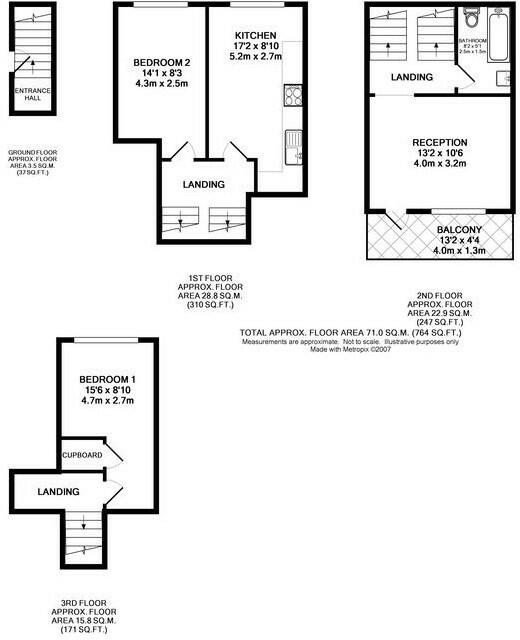 ENTRANCE
HALL
GROUND FLOOR
APPROX. FLOOR
AREA 3.5 SQ.M.
(37 SQ.FT.)
BEDROOM 2
14'1 x 8'3
4.3m x 2.5m
KITCHEN
17'2 x 8'10
5.2m x 2.7m
LANDING
1ST FLOOR
APPROX. FLOOR
AREA 28.8 SQ.M.
(310 SQ.FT.)
BATHROOM
8'2 x 5'1
2.5m x 1.5m
LANDING
RECEPTION
13'2 x 10'6
4.0m x 3.2m
BALCONY
13'2 x 4'4
4.0m x 1.3m
2ND FLOOR
APPROX. FLOOR
AREA 22.9 SQ.M.
(247 SQ.FT.)
TOTAL APPROX. FLOOR AREA 71.0 SQ.M. (764 SQ.FT.)
Measurements are approximate. Not to scale. Illustrative purposes only
Made with Metropix ©2007
BEDROOM 1
15'6 x 8'10
4.7m x 2.7m
CUPBOARD
LANDING
3RD FLOOR
APPROX. FLOOR
AREA 15.8 SQ.M.
(171 SQ.FT.)